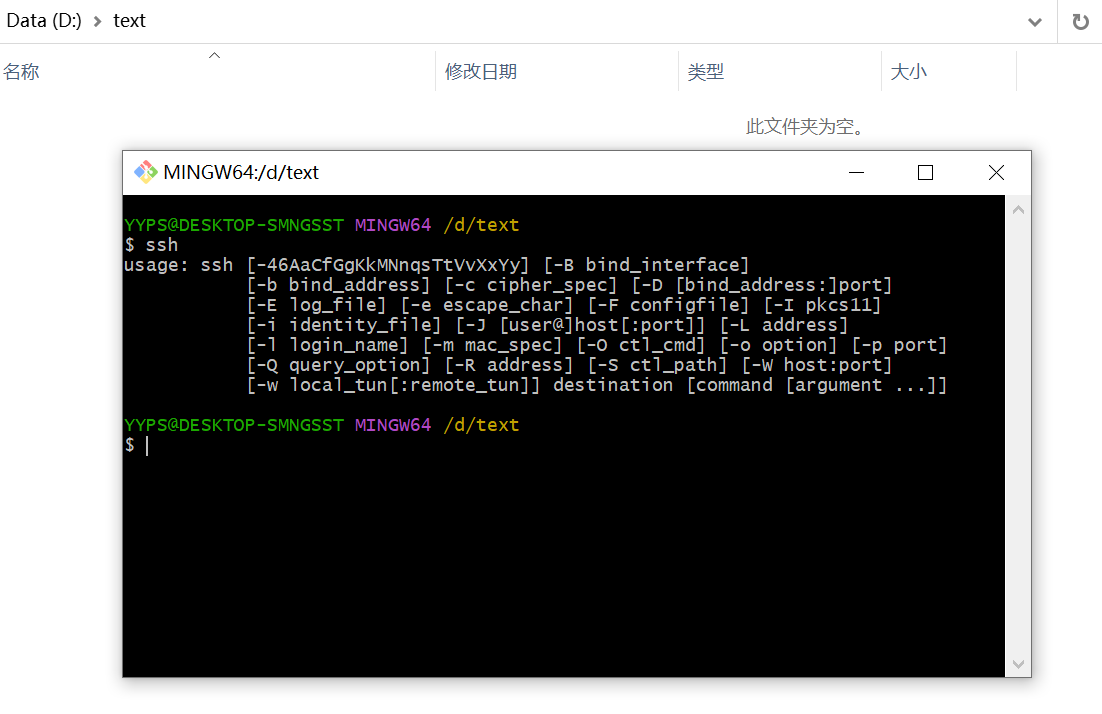 Data (D:) > text
名称 修改日期 类型 大小
此文件夹为空。
MINGW64:/d/text
YYPS@DESKTOP-SMNGSST MINGW64 /d/text
$ ssh
usage: ssh [-46AaCfGgKkMNnqsTtVvXxYy] [-B bind_interface]
           [-b bind_address] [-c cipher_spec] [-D [bind_address:]port]
           [-E log_file] [-e escape_char] [-F configfile] [-I pkcs11]
           [-i identity_file] [-J [user@]host[:port]] [-L address]
           [-l login_name] [-m mac_spec] [-O ctl_cmd] [-o option] [-p port]
           [-Q query_option] [-R address] [-S ctl_path] [-W host:port]
           [-w local_tun[:remote_tun]] destination [command [argument ...]]
YYPS@DESKTOP-SMNGSST MINGW64 /d/text
$